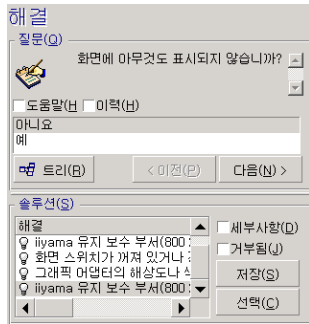 해결
질문(Q)
화면에 아무것도 표시되지 않습니까?
도움말(H 이력(H)
아니요
예
트리(R) < 이전(P) 다음(N) >
솔루션(S)
해결
iiyama 유지 보수 부서(800
화면 스위치가 꺼져 있거나
그래픽 어댑터의 해상도나
iiyama 유지 보수 부서(800
세부사항(D)
거부됨(J)
저장(S)
선택(C)